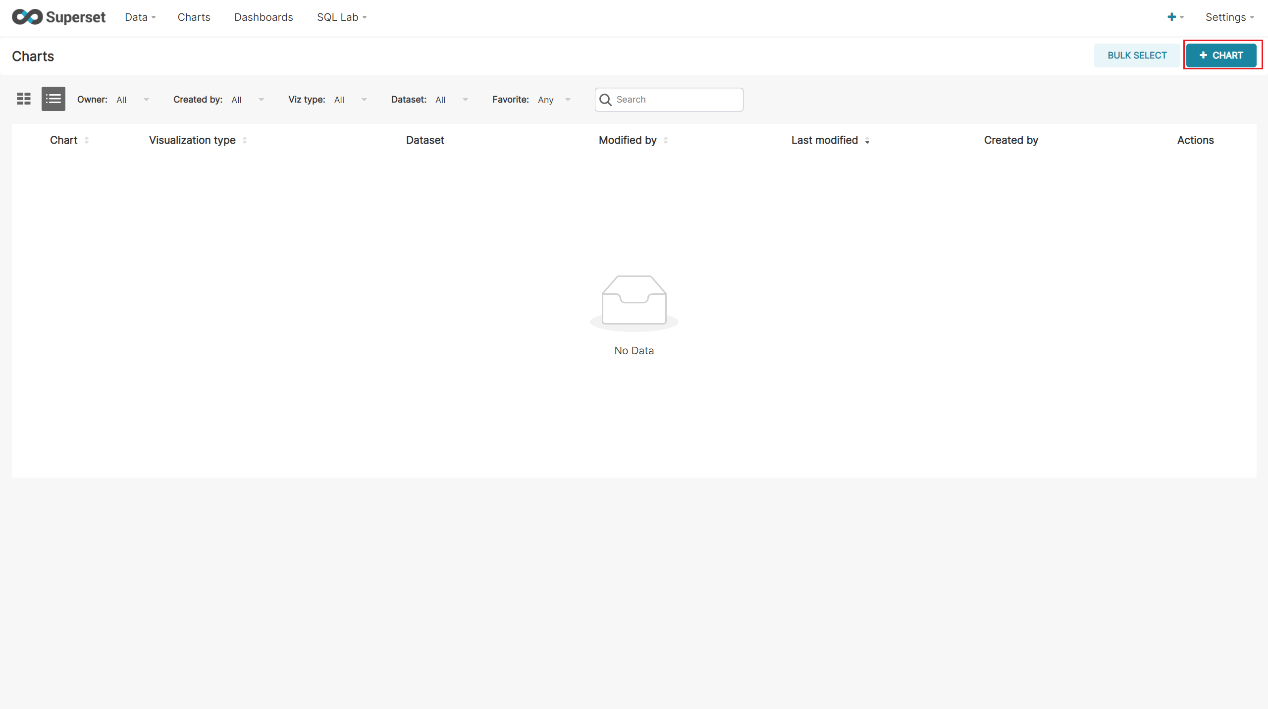 Superset Data Charts Dashboards SQL Lab + Settings
Charts BULK SELECT + CHART
Owner: All Created by: All Viz type: All Dataset: All Favorite: Any Search
Chart Visualization type Dataset Modified by Last modified Created by Actions
No Data